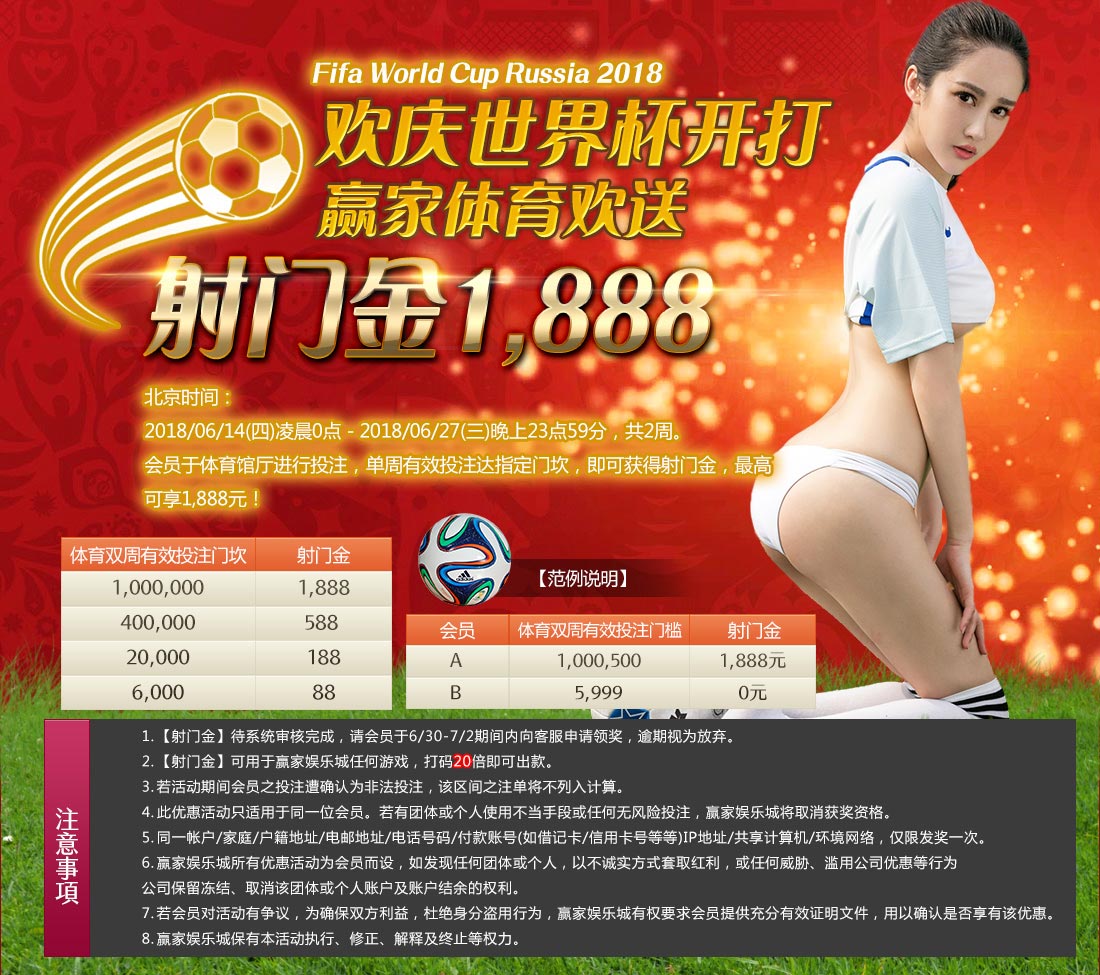 Fifa World Cup Russia 2018
欢庆世界杯开打
赢家体育欢送
射门金1,888
北京时间：
2018/06/14(四)凌晨0点 - 2018/06/27(三)晚上23点59分，共2周。
会员于体育馆厅进行投注，单周有效投注达指定门坎，即可获得射门金，最高
可享1,888元！
体育双周有效投注门坎 射门金
1,000,000 1,888
400,000 588
20,000 188
6,000 88
adidas
【范例说明】
会员 体育双周有效投注门槛 射门金
A 1,000,500 1,888元
B 5,999 0元
注意事項
1.【射门金】待系统审核完成，请会员于6/30-7/2期间内向客服申请领奖，逾期视为放弃。
2.【射门金】可用于赢家娱乐城任何游戏，打码20倍即可出款。
3.若活动期间会员之投注遭确认为非法投注，该区间之注单将不列入计算。
4.此优惠活动只适用于同一位会员。若有团体或个人使用不当手段或任何无风险投注，赢家娱乐城将取消获奖资格。
5.同一帐户/家庭/户籍地址/电邮地址/电话号码/付款账号(如借记卡/信用卡号等等)IP地址/共享计算机/环境网络，仅限发奖一次。
6.赢家娱乐城所有优惠活动为会员而设，如发现任何团体或个人，以不诚实方式套取红利，或任何威胁、滥用公司优惠等行为
公司保留冻结、取消该团体或个人账户及账户结余的权利。
7.若会员对活动有争议，为确保双方利益，杜绝身分盗用行为，赢家娱乐城有权要求会员提供充分有效证明文件，用以确认是否享有该优惠。
8.赢家娱乐城保有本活动执行、修正、解释及终止等权力。